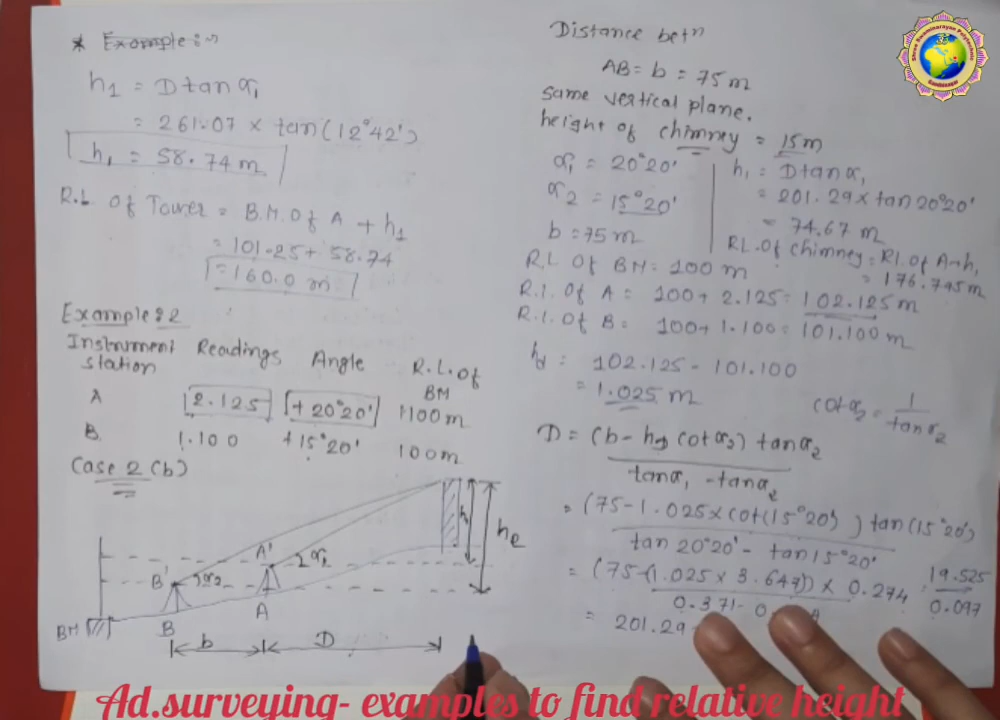 * Example:-
h1 = D tan α1
= 261.07 × tan(12°42')
h1 = 58.74 m
R.L. Of Tower = B.M. Of A + h1
= 101.25 + 58.74
= 160.0 m
Example: 2
Instrument station Readings Angle R.L. of BM
A 2.125 + 20°20' 100m
B 1.100 + 15°20' 100m
Case 2 (b)
h
he
A'
α1
B'
α2
A
BM
B
b
D
Distance betn
AB = b = 75 m
same vertical plane.
height of chimney = 15m
α1 = 20°20'
α2 = 15°20'
b = 75 m
h1 = D tan α1
= 201.29 × tan 20°20'
= 74.67 m
R.L. Of chimney = Rl. of A + h1
= 176.795 m
R.L Of BM = 100 m
R.l. Of A = 100 + 2.125 = 102.125 m
R.l. Of B = 100 + 1.100 = 101.100 m
hd = 102.125 - 101.100
= 1.025 m
cot α2 = 1/tan α2
D = (b - hd cot α2) tan α2
tan α1 - tan α2
= (75 - 1.025 × cot(15°20')) tan(15°20')
tan 20°20' - tan 15°20'
= (75 - (1.025 × 3.647)) × 0.274 = 19.525
0.371 - 0.097
= 201.29
Shree Swaminarayan Polytechnic
Gandhinagar
Ad.surveying- examples to find relative height